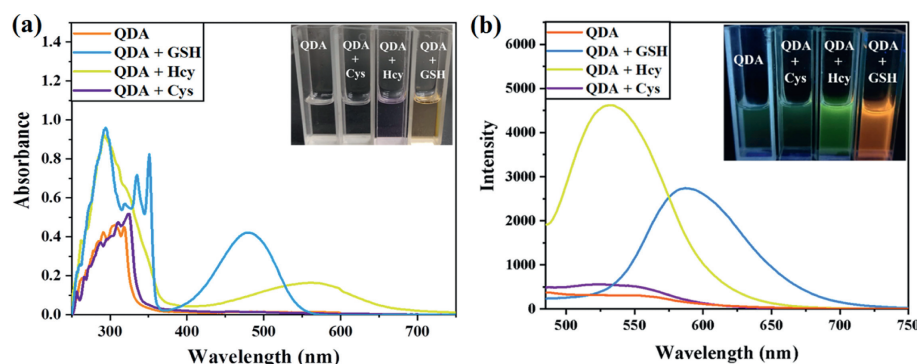 (a)
QDA
QDA + GSH
QDA + Hcy
QDA + Cys
QDA
QDA
+
Cys
QDA
+
Hcy
QDA
+
GSH
1.4
1.2
1.0
0.8
0.6
0.4
0.2
0.0
Absorbance
300
400
500
600
700
Wavelength (nm)
(b)
QDA
QDA + GSH
QDA + Hcy
QDA + Cys
QDA
QDA
+
Cys
QDA
+
Hcy
QDA
+
GSH
6000
5000
4000
3000
2000
1000
0
Intensity
500
550
600
650
700
750
Wavelength (nm)